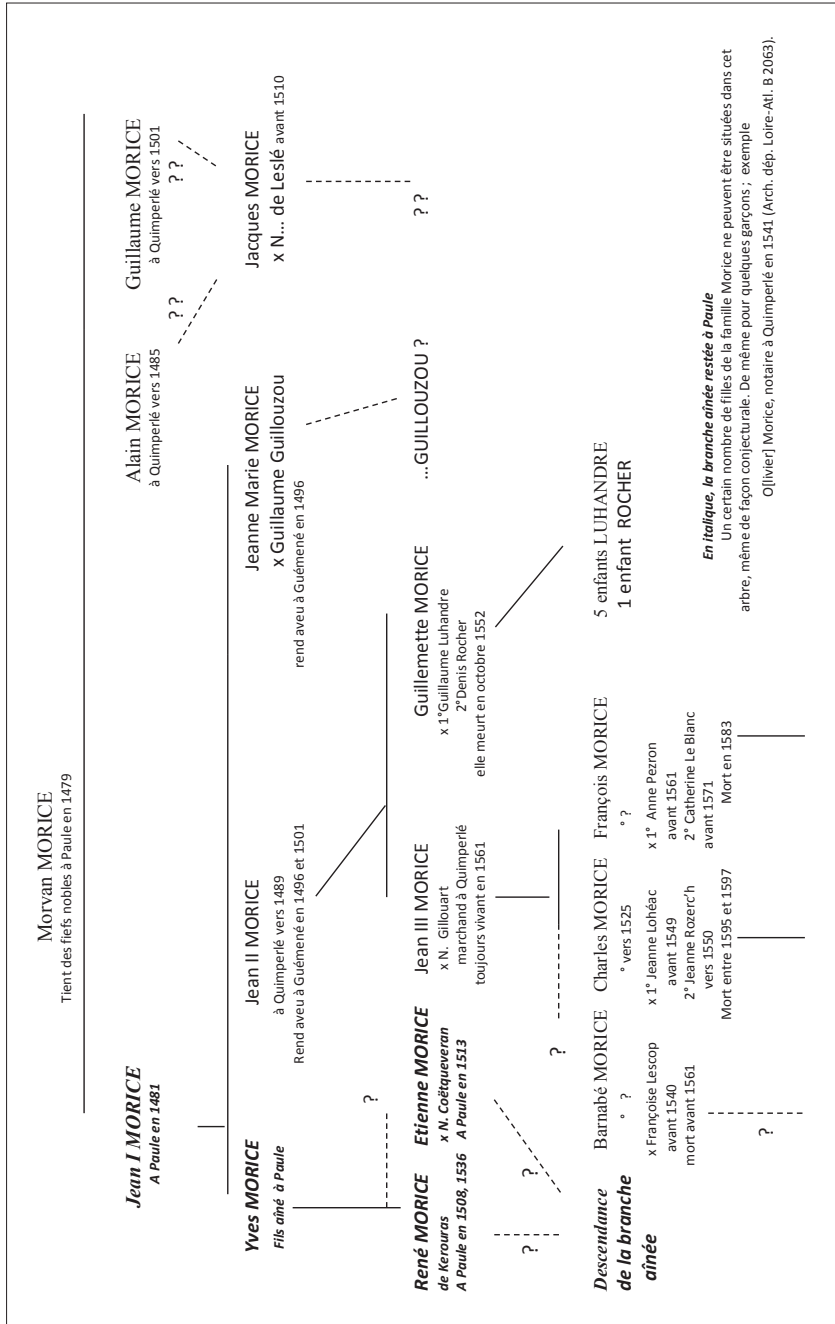 Morvan MORICE
Tient des fiefs nobles à Paule en 1479
Jean I MORICE
A Paule en 1481
Alain MORICE
à Quimperlé vers 1485
Guillaume MORICE
à Quimperlé vers 1501
? ?
? ?
Yves MORICE
Fils aîné à Paule
Jean II MORICE
à Quimperlé vers 1489
Rend aveu à Guémené en 1496 et 1501
Jeanne Marie MORICE
x Guillaume Guillouzou
rend aveu à Guémené en 1496
Jacques MORICE
x N... de Leslé avant 1510
?
René MORICE
de Kerouras
A Paule en 1508, 1536
Etienne MORICE
x N. Coëtqueveran
A Paule en 1513
Jean III MORICE
x N. Gillouart
marchand à Quimperlé
toujours vivant en 1561
Guillemette MORICE
x 1°Guillaume Luhandre
2°Denis Rocher
elle meurt en octobre 1552
...GUILLOUZOU ?
? ?
?
?
?
Descendance
de la branche
aînée
Barnabé MORICE
° ?
x Françoise Lescop
avant 1540
mort avant 1561
Charles MORICE
° vers 1525
x 1° Jeanne Lohéac
avant 1549
2° Jeanne Rozerc'h
vers 1550
Mort entre 1595 et 1597
François MORICE
° ?
x 1° Anne Pezron
avant 1561
2° Catherine Le Blanc
avant 1571
Mort en 1583
5 enfants LUHANDRE
1 enfant ROCHER
?
En italique, la branche aînée restée à Paule
Un certain nombre de filles de la famille Morice ne peuvent être situées dans cet
arbre, même de façon conjecturale. De même pour quelques garçons ; exemple
O[livier] Morice, notaire à Quimperlé en 1541 (Arch. dép. Loire-Atl. B 2063).